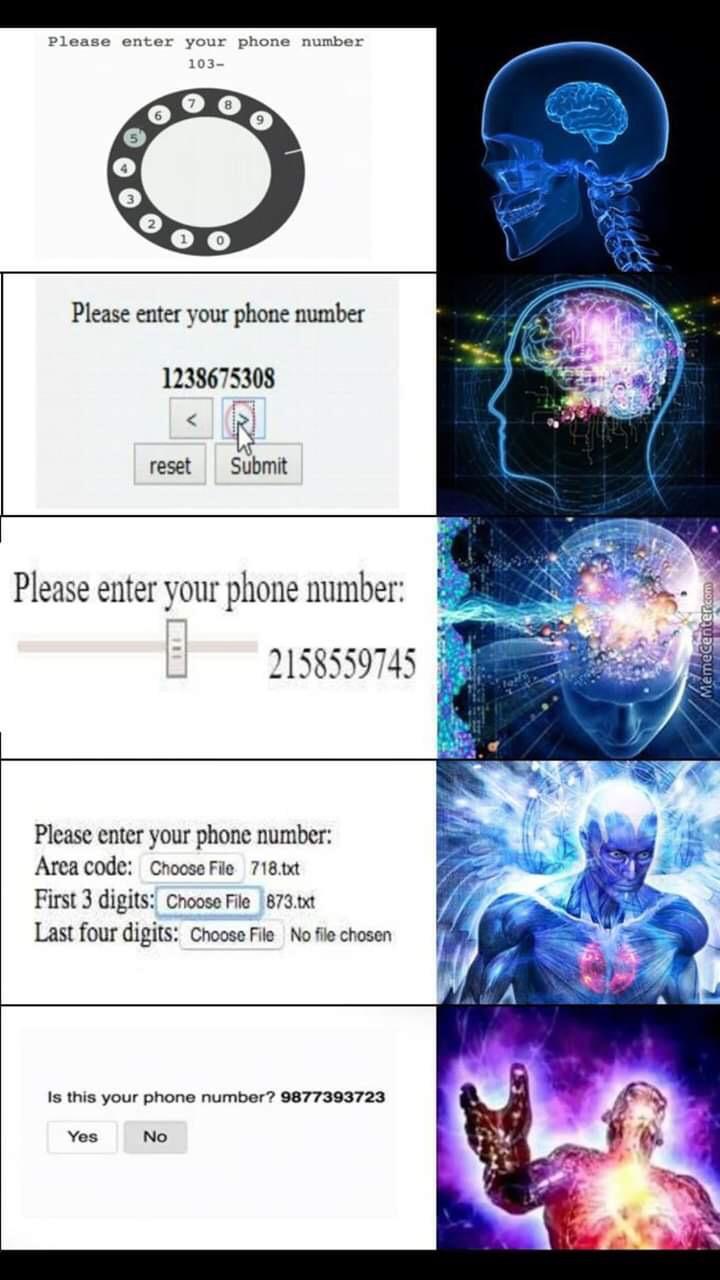 Please enter your phone number
103-
7
8
6
9
5
4
3
2
1
0
Please enter your phone number
1238675308
< >
reset Submit
Please enter your phone number:
2158559745
MemeCenter.com
Please enter your phone number:
Area code: Choose File 718.txt
First 3 digits: Choose File 873.txt
Last four digits: Choose File No file chosen
Is this your phone number? 9877393723
Yes No